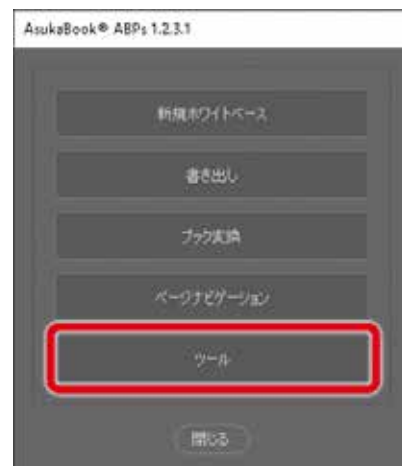 AsukaBook® ABPs 1.2.3.1
新規ホワイトベース
書き出し
ブック変換
ページナビゲーション
ツール
閉じる